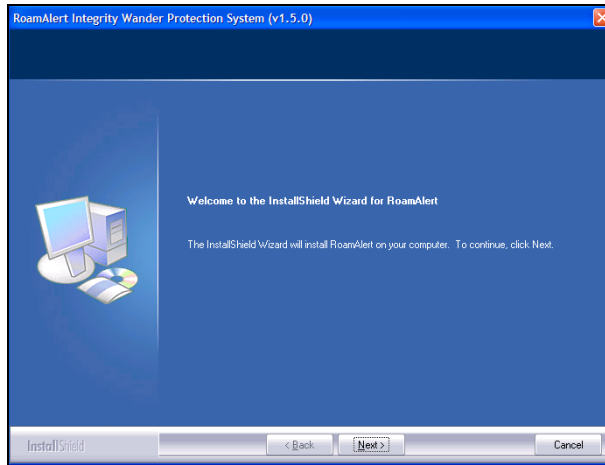 RoamAlert Integrity Wander Protection System (v1.5.0)
Welcome to the InstallShield Wizard for RoamAlert
The InstallShield Wizard will install RoamAlert on your computer. To continue, click Next.
InstallShield
< Back
Next >
Cancel